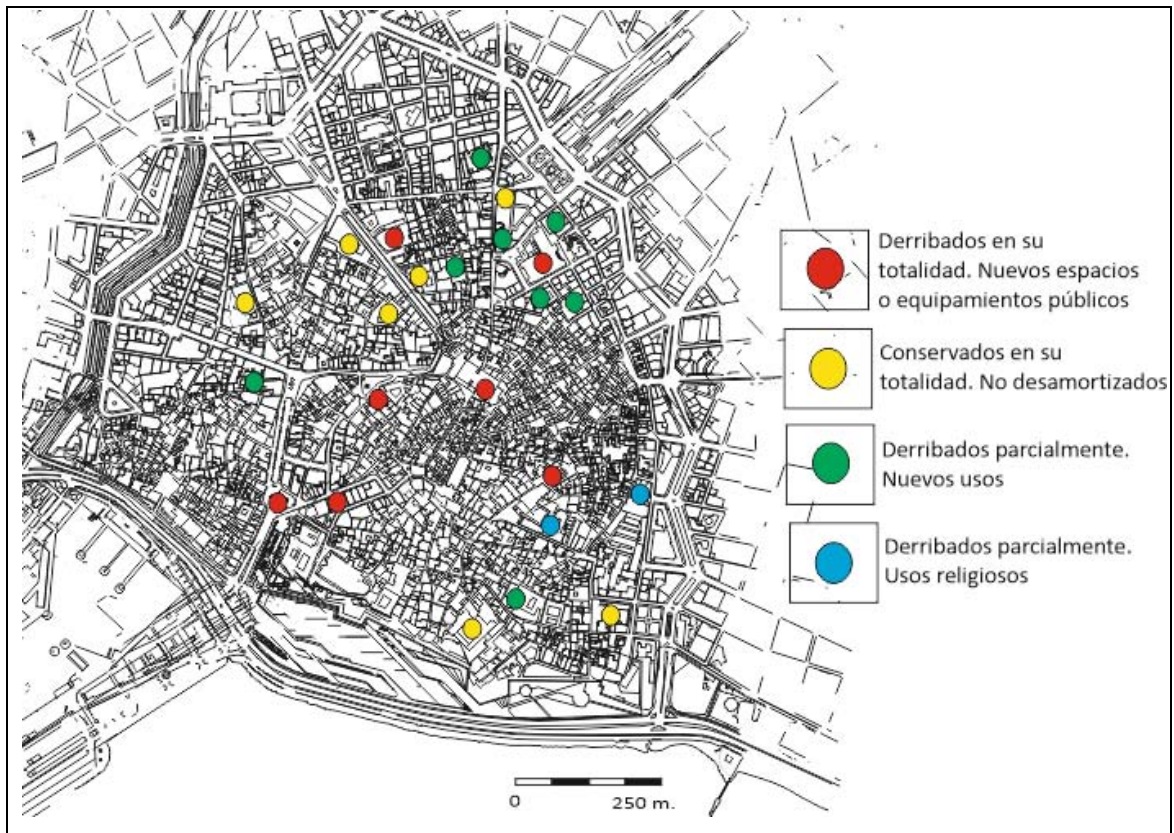 Derribados en su
totalidad. Nuevos espacios
o equipamientos públicos
Conservados en su
totalidad. No desamortizados
Derribados parcialmente.
Nuevos usos
Derribados parcialmente.
Usos religiosos
0 250 m.